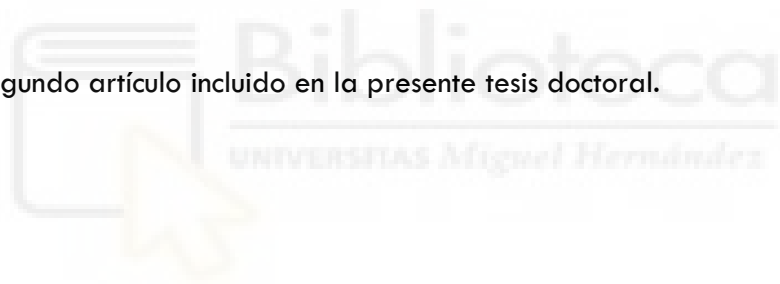 Biblioteca
gundo artículo incluido en la presente tesis doctoral.
UNIVERSITAS Miguel Hernández